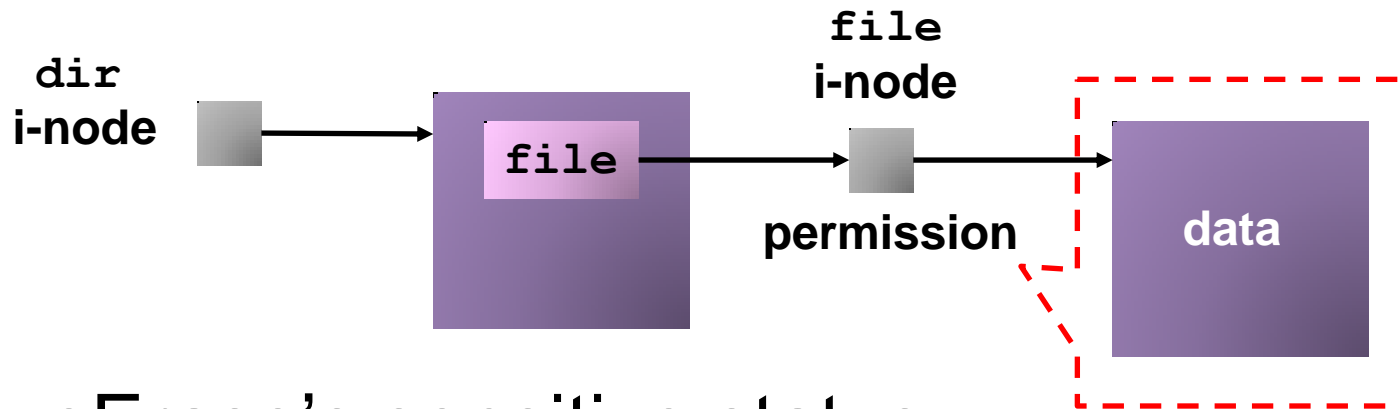 file
i-node
dir
i-node
file
permission
data